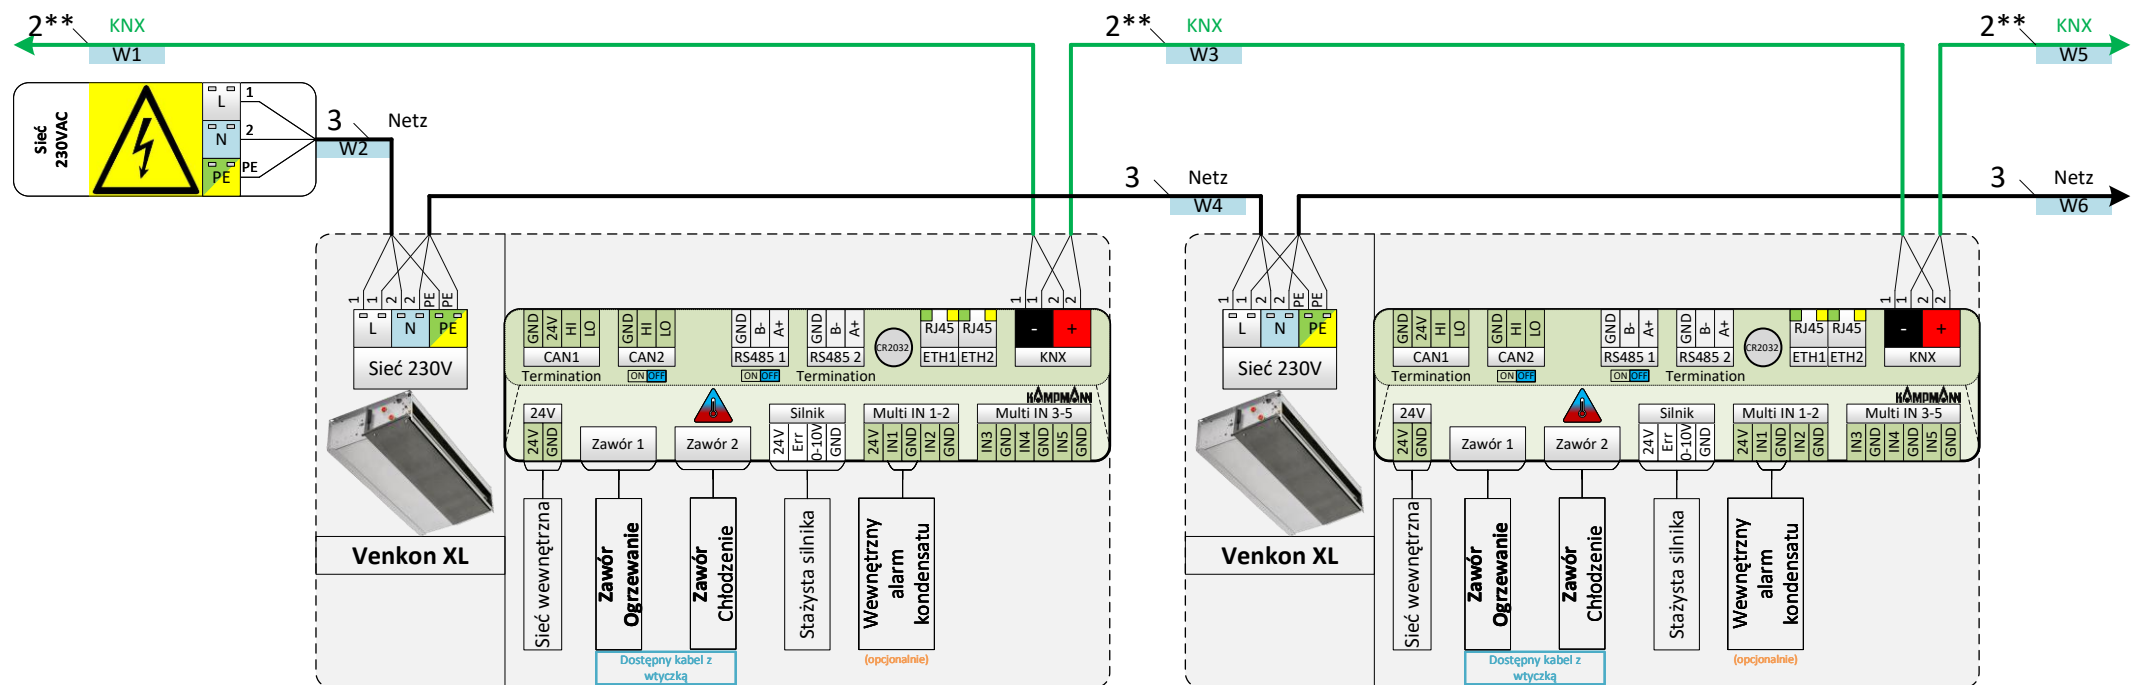 2** KNX
W1
2** KNX
W3
2** KNX
W5
Sieć
230VAC
L 1
N 2
PE PE
3 Netz
W2
3 Netz
W4
3 Netz
W6
1 1 2 2 PE PE
L N PE
Sieć 230V
Venkon XL
GND 24V HI LO
CAN1
GND HI LO
CAN2
GND B- A+
RS485 1
GND B- A+
RS485 2
CR2032
RJ45 RJ45
ETH1 ETH2
1 1 2 2
- +
KNX
Termination ON OFF ON OFF Termination
KAMPMANN
24V
24V GND
Zawór 1
Zawór 2
Silnik
24V Err 0-10V GND
Multi IN 1-2
24V IN1 GND IN2 GND
Multi IN 3-5
IN3 GND IN4 GND IN5 GND
Sieć wewnętrzna
Zawór
Ogrzewanie
Zawór
Chłodzenie
Stażysta silnika
Wewnętrzny
alarm
kondensatu
Dostępny kabel z
wtyczką
(opcjonalnie)
1 1 2 2 PE PE
L N PE
Sieć 230V
Venkon XL
GND 24V HI LO
CAN1
GND HI LO
CAN2
GND B- A+
RS485 1
GND B- A+
RS485 2
CR2032
RJ45 RJ45
ETH1 ETH2
1 1 2 2
- +
KNX
Termination ON OFF ON OFF Termination
KAMPMANN
24V
24V GND
Zawór 1
Zawór 2
Silnik
24V Err 0-10V GND
Multi IN 1-2
24V IN1 GND IN2 GND
Multi IN 3-5
IN3 GND IN4 GND IN5 GND
Sieć wewnętrzna
Zawór
Ogrzewanie
Zawór
Chłodzenie
Stażysta silnika
Wewnętrzny
alarm
kondensatu
Dostępny kabel z
wtyczką
(opcjonalnie)